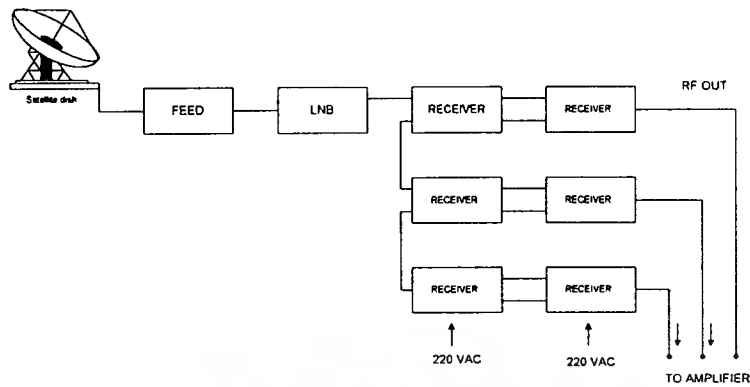 Satellite dish
FEED
LNB
RECEIVER
RECEIVER
RF OUT
RECEIVER
RECEIVER
RECEIVER
RECEIVER
220 VAC
220 VAC
TO AMPLIFIER